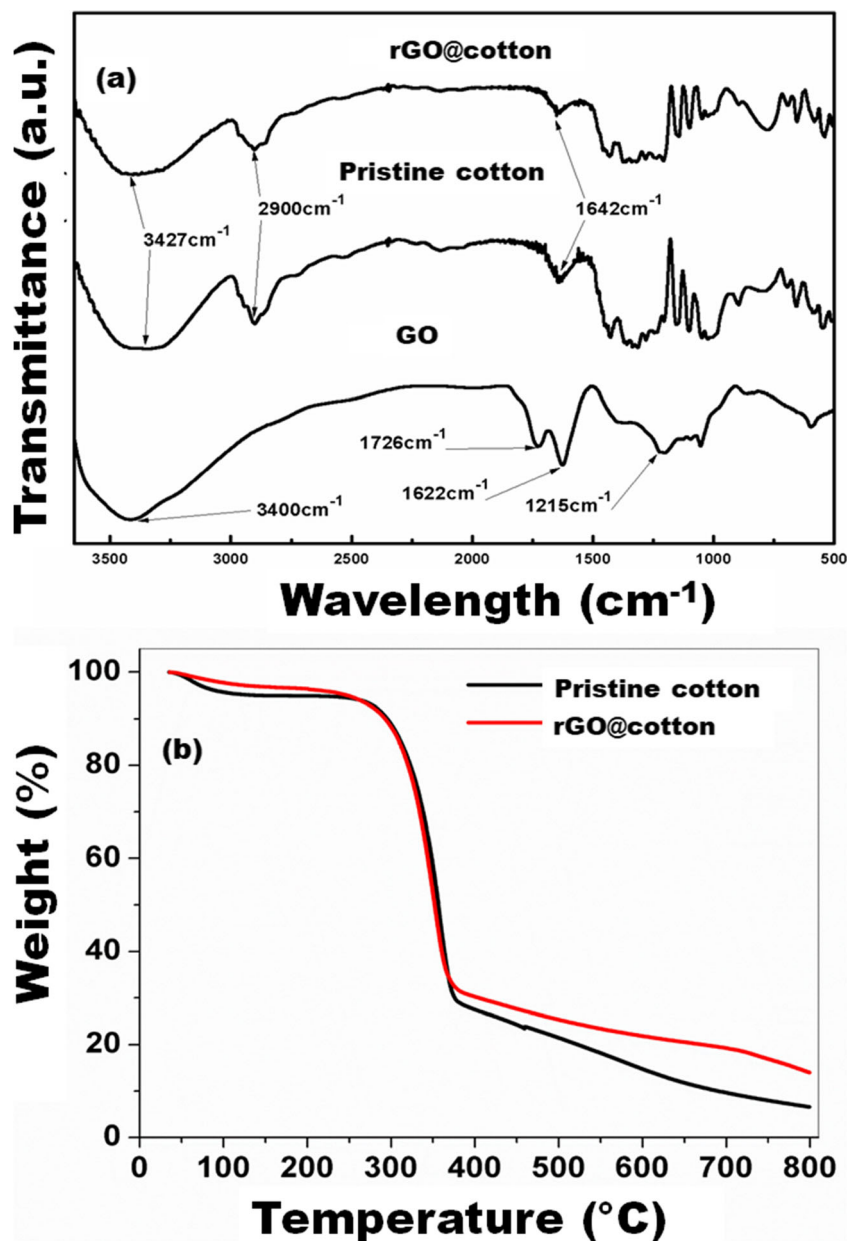 rGO@cotton
(a)
Pristine cotton
2900cm-1
1642cm-1
3427cm-1
GO
1726cm-1
1622cm-1
1215cm-1
3400cm-1
Transmittance (a.u.)
3500 3000 2500 2000 1500 1000 500
Wavelength (cm-1)
100
80
60
40
20
0
Pristine cotton
rGO@cotton
(b)
Weight (%)
0 100 200 300 400 500 600 700 800
Temperature (°C)